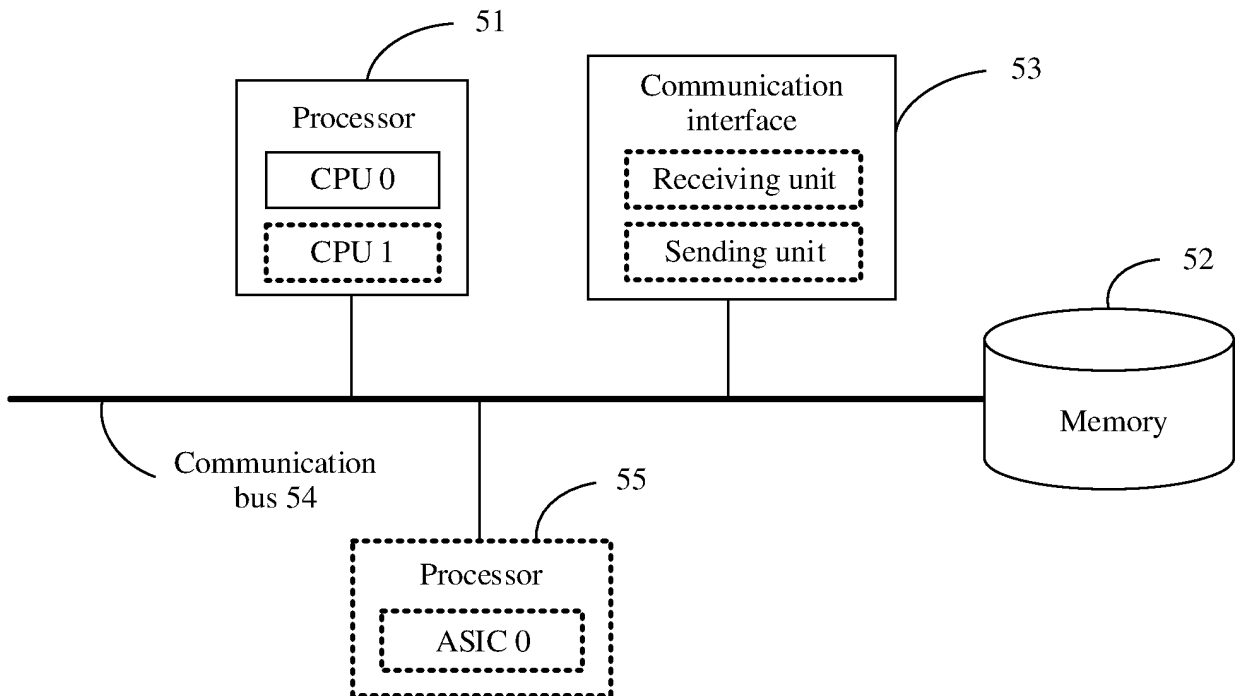 51
Processor
CPU 0
CPU 1
53
Communication
interface
Receiving unit
Sending unit
52
Memory
Communication
bus 54
55
Processor
ASIC 0